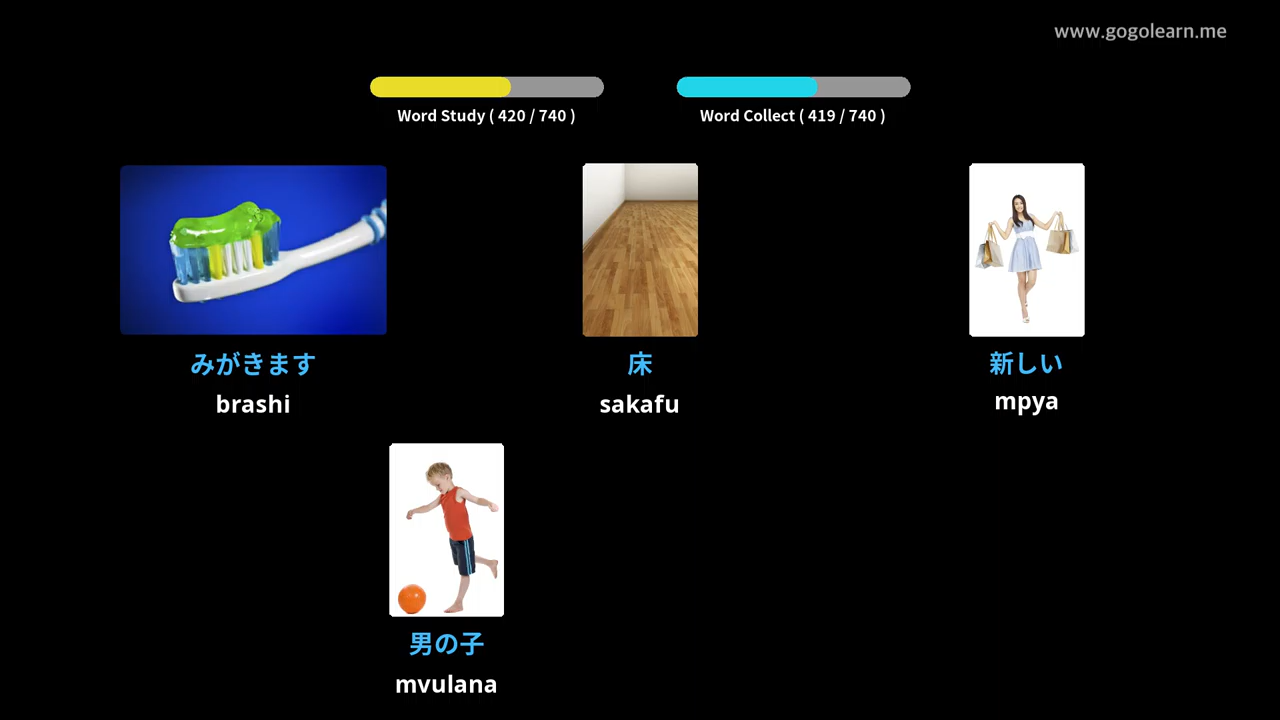 www.gogolearn.me
Word Study ( 420 / 740 )
Word Collect ( 419 / 740 )
みがきます
brashi
床
sakafu
新しい
mpya
男の子
mvulana